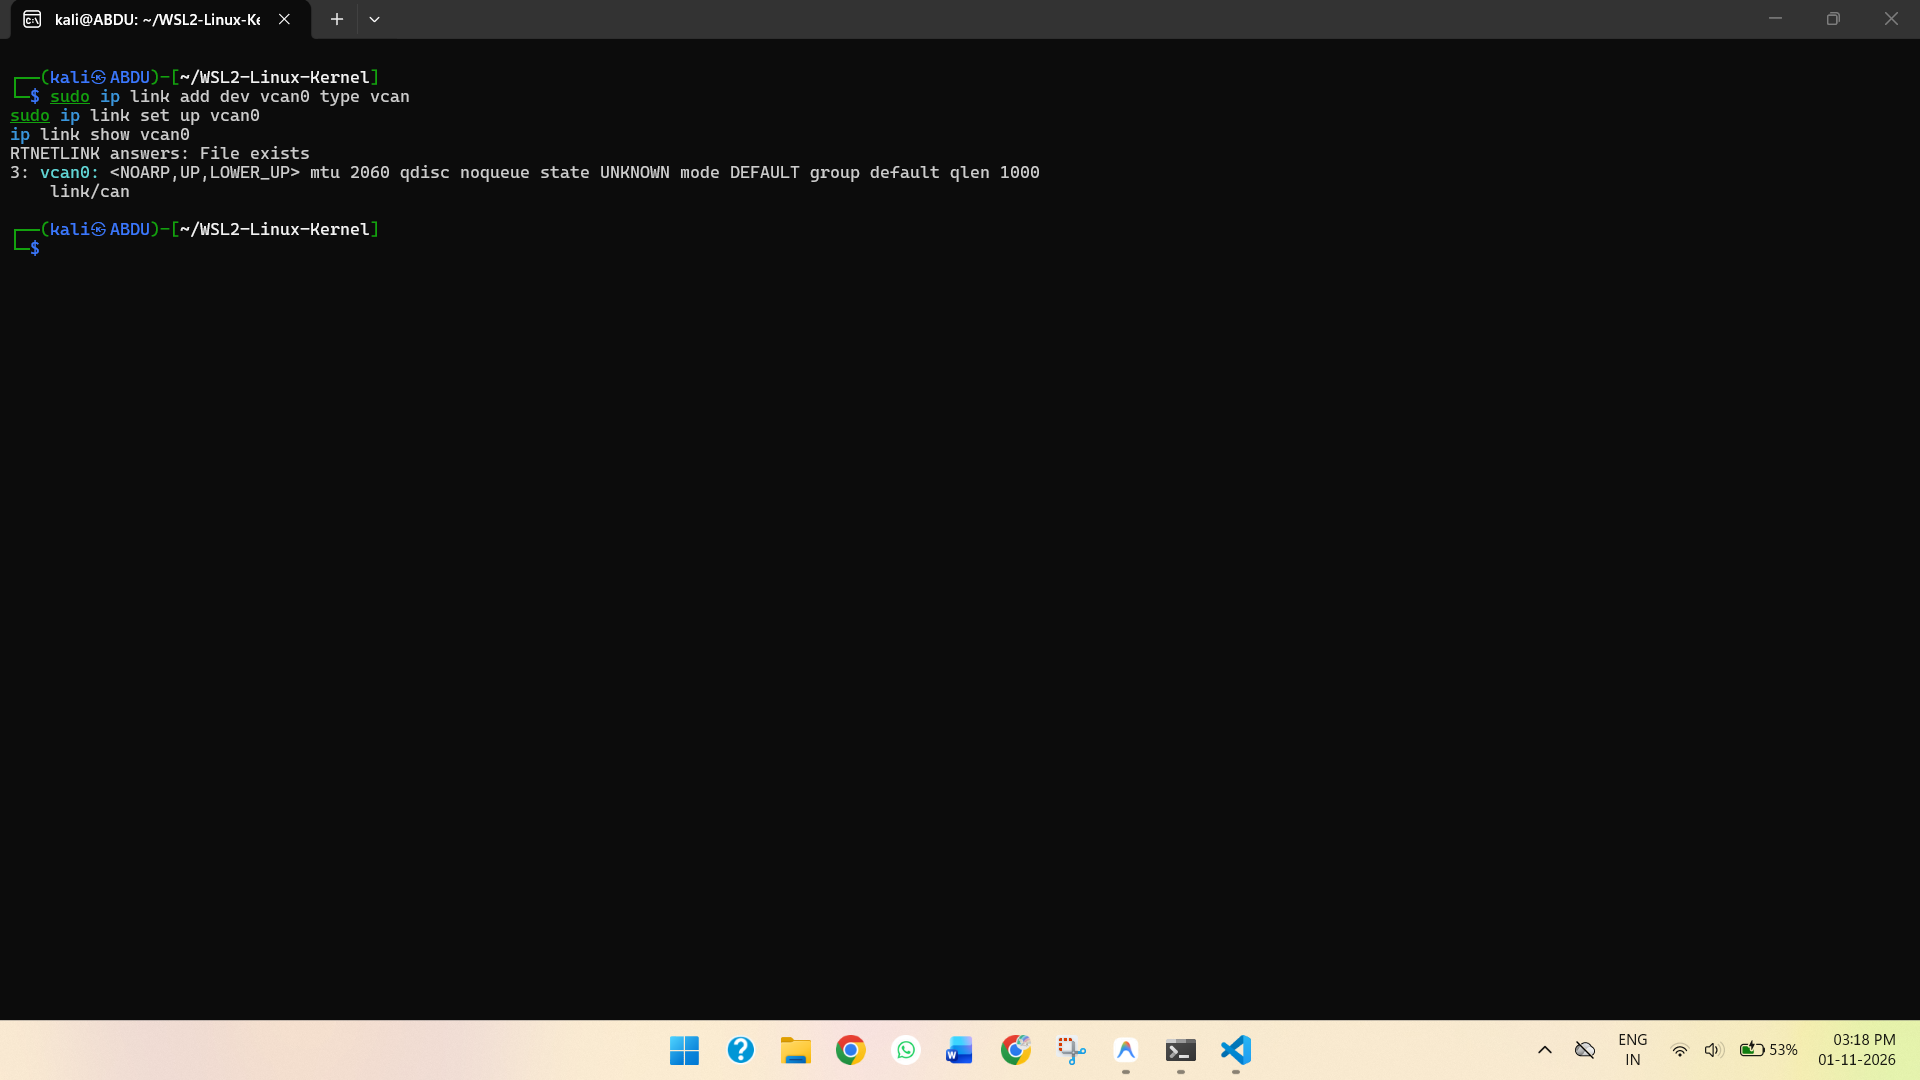 kali@ABDU: ~/WSL2-Linux-Ke
┌──(kali㉿ABDU)-[~/WSL2-Linux-Kernel]
└─$ sudo ip link add dev vcan0 type vcan
sudo ip link set up vcan0
ip link show vcan0
RTNETLINK answers: File exists
3: vcan0: <NOARP,UP,LOWER_UP> mtu 2060 qdisc noqueue state UNKNOWN mode DEFAULT group default qlen 1000
    link/can
┌──(kali㉿ABDU)-[~/WSL2-Linux-Kernel]
└─$
ENG
IN
53%
03:18 PM
01-11-2026